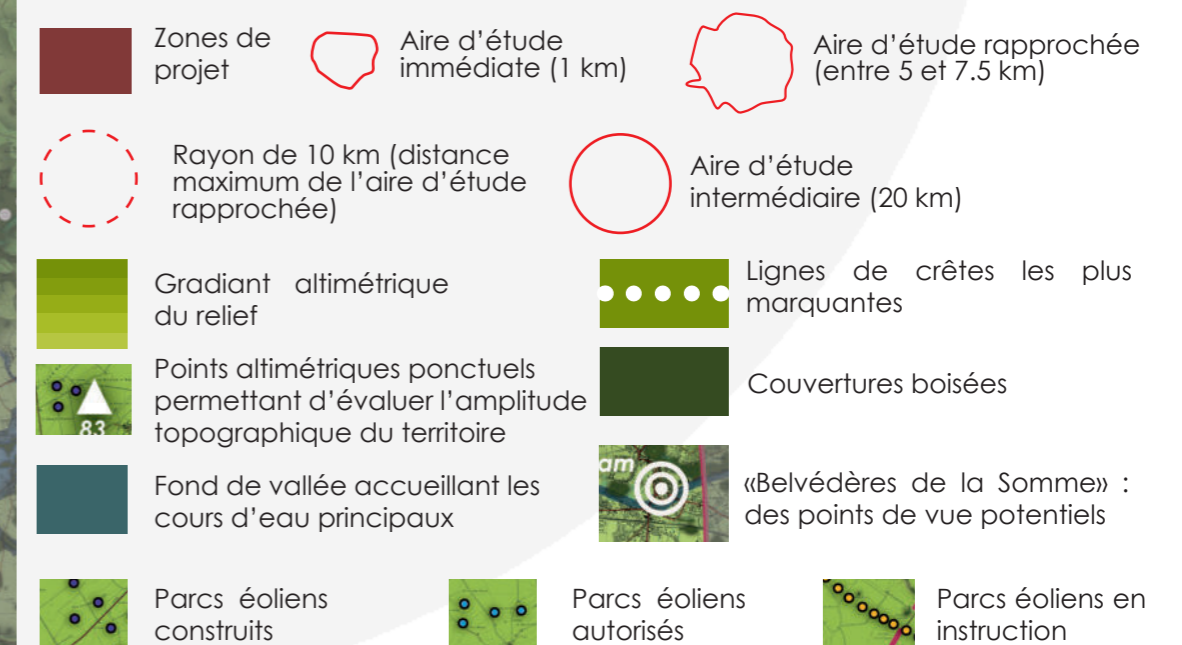 Zones de
projet
Aire d'étude
immédiate (1 km)
Aire d'étude rapprochée
(entre 5 et 7.5 km)
Rayon de 10 km (distance
maximum de l'aire d'étude
rapprochée)
Aire d'étude
intermédiaire (20 km)
Gradiant altimétrique
du relief
Lignes de crêtes les plus
marquantes
83
Points altimétriques ponctuels
permettant d'évaluer l'amplitude
topographique du territoire
Couvertures boisées
Fond de vallée accueillant les
cours d'eau principaux
am
«Belvédères de la Somme» :
des points de vue potentiels
Parcs éoliens
construits
Parcs éoliens
autorisés
Parcs éoliens en
instruction